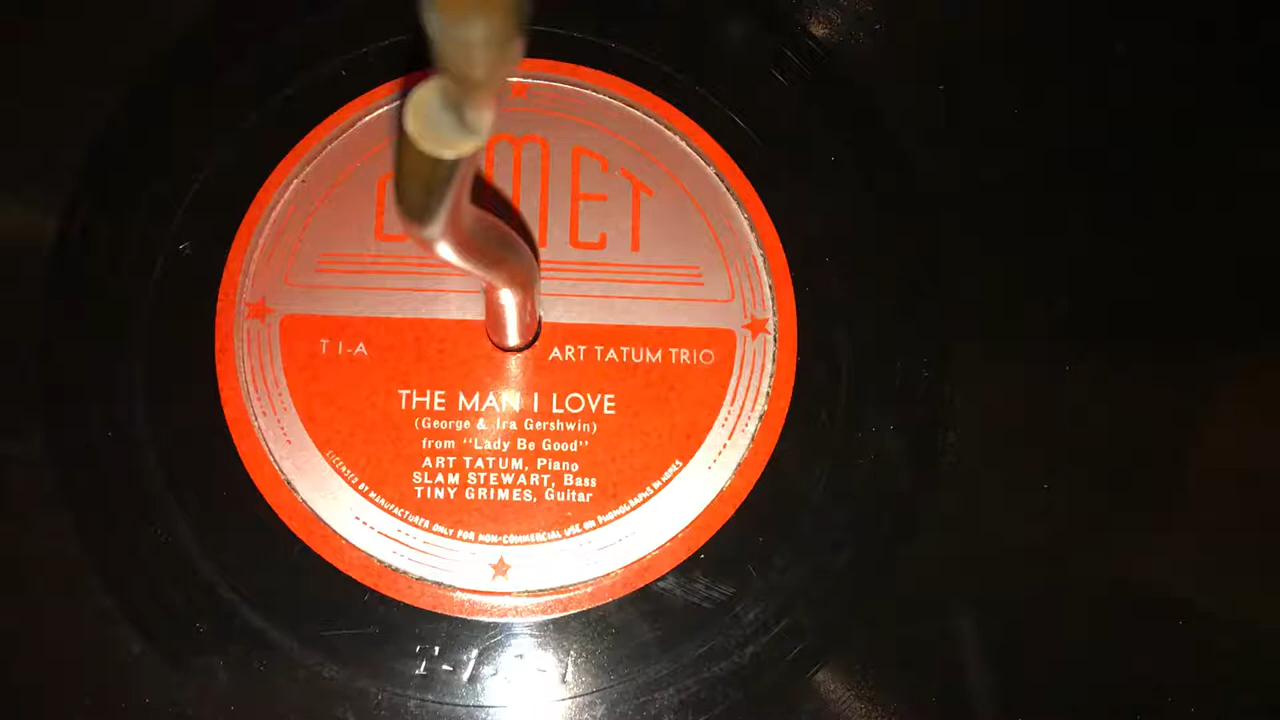 T 1-A
ART TATUM TRIO
THE MAN I LOVE
(George & Ira Gershwin)
from "Lady Be Good"
ART TATUM, Piano
SLAM STEWART, Bass
TINY GRIMES, Guitar
LICENSED BY MANUFACTURER ONLY FOR NON-COMMERCIAL USE ON PHONOGRAPHS IN HOMES